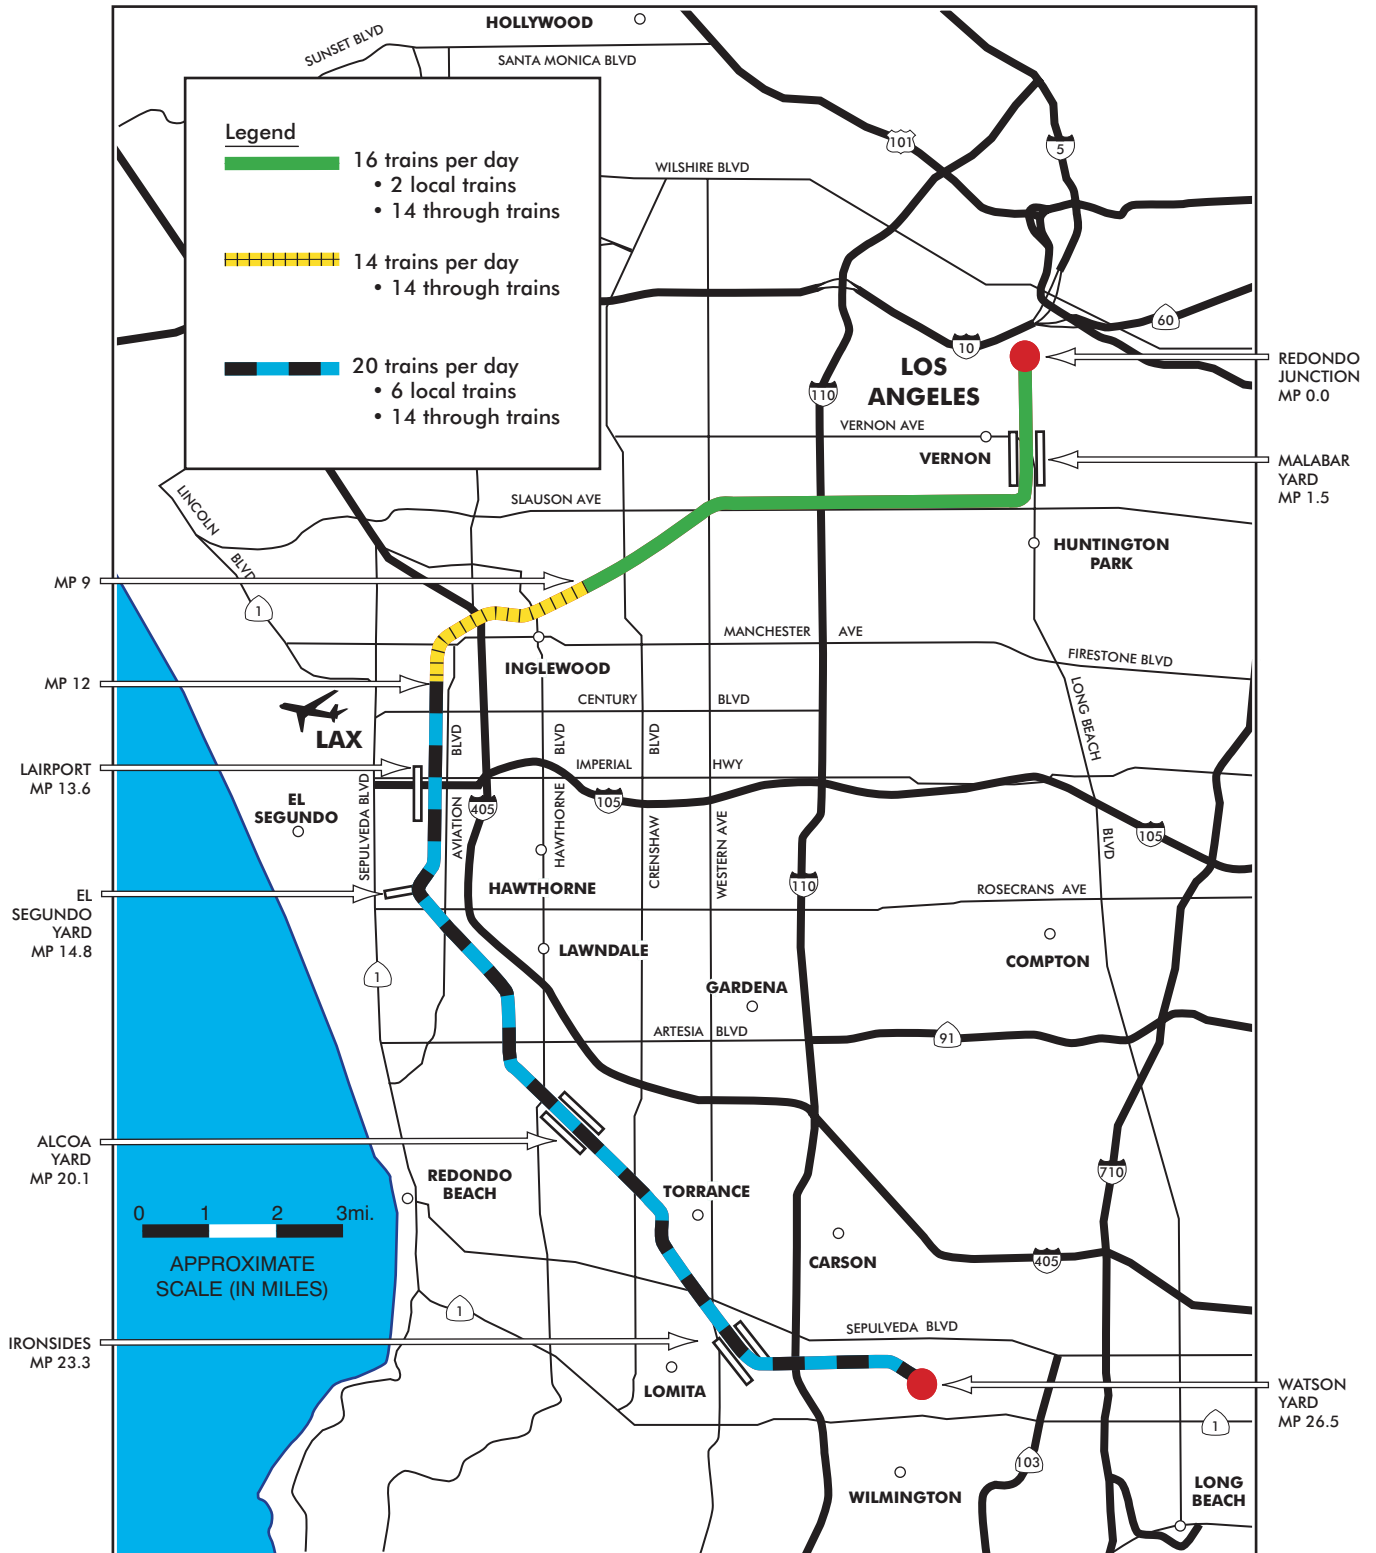 HOLLYWOOD
SUNSET BLVD
SANTA MONICA BLVD
Legend
16 trains per day
• 2 local trains
• 14 through trains
14 trains per day
• 14 through trains
20 trains per day
• 6 local trains
• 14 through trains
101
5
WILSHIRE BLVD
60
10
LOS
ANGELES
110
REDONDO
JUNCTION
MP 0.0
VERNON AVE
VERNON
MALABAR
YARD
MP 1.5
LINCOLN
BLVD
SLAUSON AVE
HUNTINGTON
PARK
MP 9
1
MANCHESTER
AVE
FIRESTONE BLVD
INGLEWOOD
MP 12
CENTURY
BLVD
LONG BEACH
BLVD
LAX
BLVD
BLVD
BLVD
LAIRPORT
MP 13.6
IMPERIAL
HWY
EL
SEGUNDO
SEPULVEDA BLVD
AVIATION
405
HAWTHORNE
105
CRENSHAW
WESTERN AVE
105
HAWTHORNE
110
ROSECRANS AVE
EL
SEGUNDO
YARD
MP 14.8
LAWNDALE
COMPTON
1
GARDENA
ARTESIA BLVD
91
ALCOA
YARD
MP 20.1
REDONDO
BEACH
TORRANCE
710
0 1 2 3mi.
APPROXIMATE
SCALE (IN MILES)
CARSON
405
1
SEPULVEDA BLVD
IRONSIDES
MP 23.3
LOMITA
WATSON
YARD
MP 26.5
1
103
WILMINGTON
LONG
BEACH